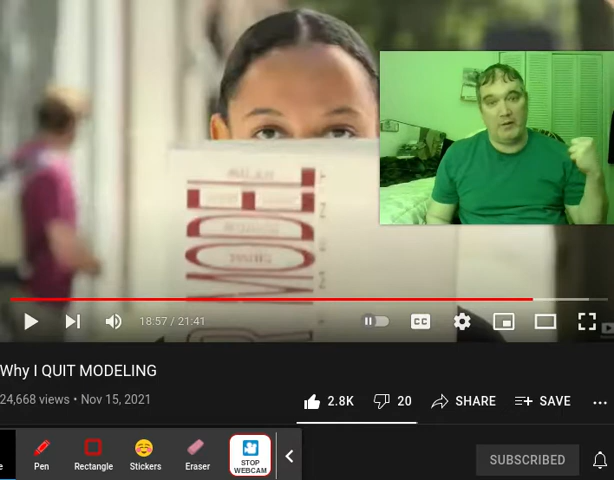 18:57 / 21:41
CC
Why I QUIT MODELING
24,668 views • Nov 15, 2021
2.8K
20
SHARE
SAVE
Pen
Rectangle
Stickers
Eraser
STOP
WEBCAM
SUBSCRIBED